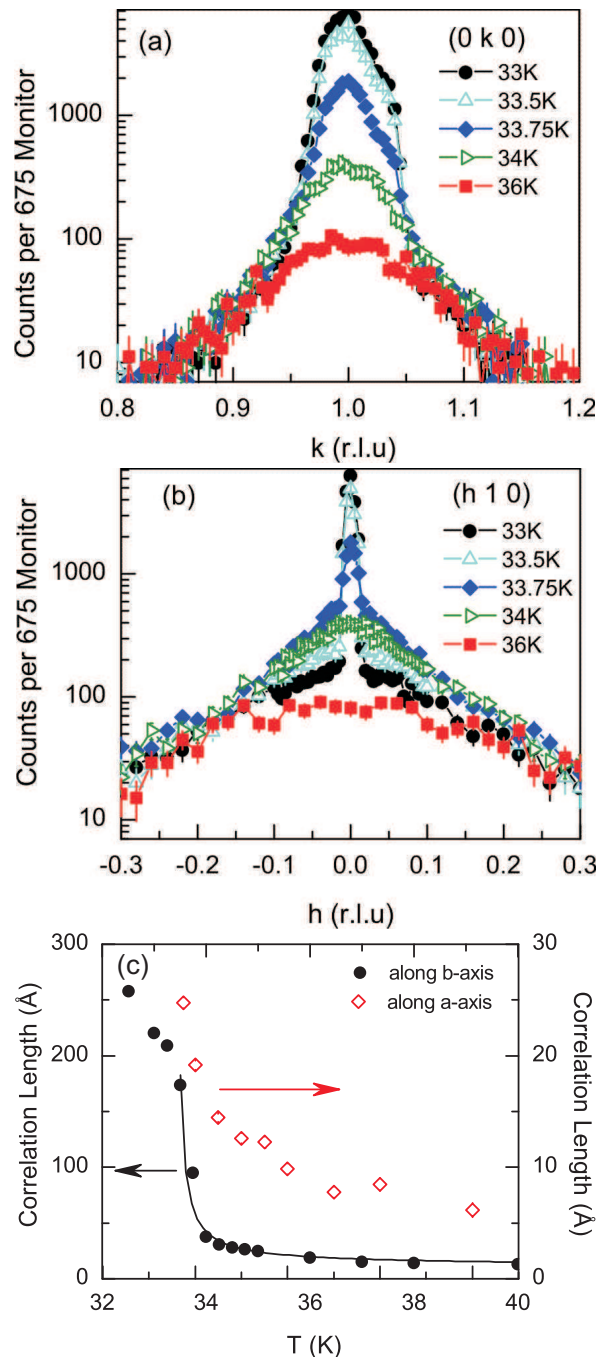 (a)
(0 k 0)
33K
33.5K
33.75K
34K
36K
Counts per 675 Monitor
1000
100
10
0.8 0.9 1.0 1.1 1.2
k (r.l.u)
(b)
(h 1 0)
33K
33.5K
33.75K
34K
36K
Counts per 675 Monitor
1000
100
10
-0.3 -0.2 -0.1 0.0 0.1 0.2 0.3
h (r.l.u)
(c)
along b-axis
along a-axis
Correlation Length (Å)
300
200
100
0
Correlation Length (Å)
30
20
10
0
32 34 36 38 40
T (K)